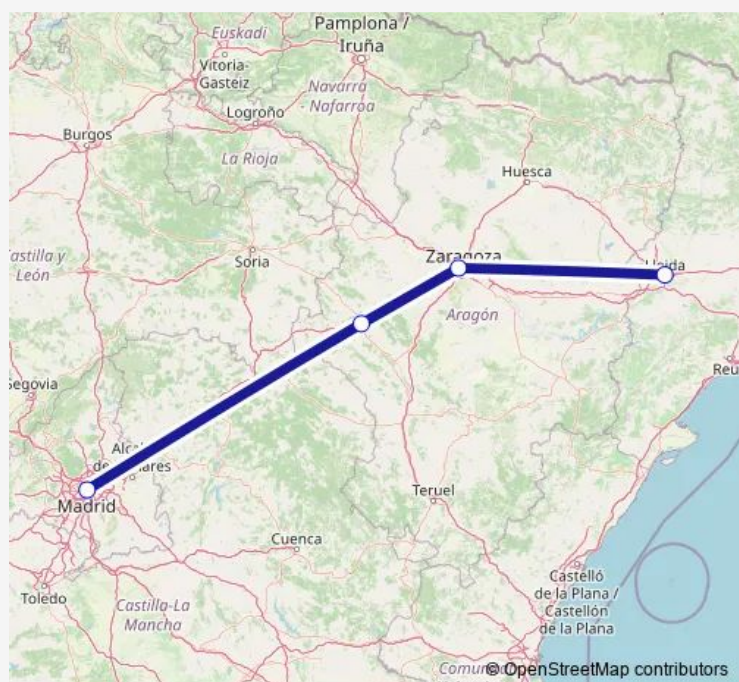 Pamplona /
Iruña
Euskadi
Vitoria-
Gasteiz
Navarra
- Nafarroa
Logroño
Burgos
La Rioja
Huesca
Castilla y
León
Soria
Zaragoza
Aragón
Segovia
Madrid
Teruel
Cuenca
Toledo
Castilla-La
Mancha
Castelló
de la Plana /
Castellón
de la Plana
© OpenStreetMap contributors